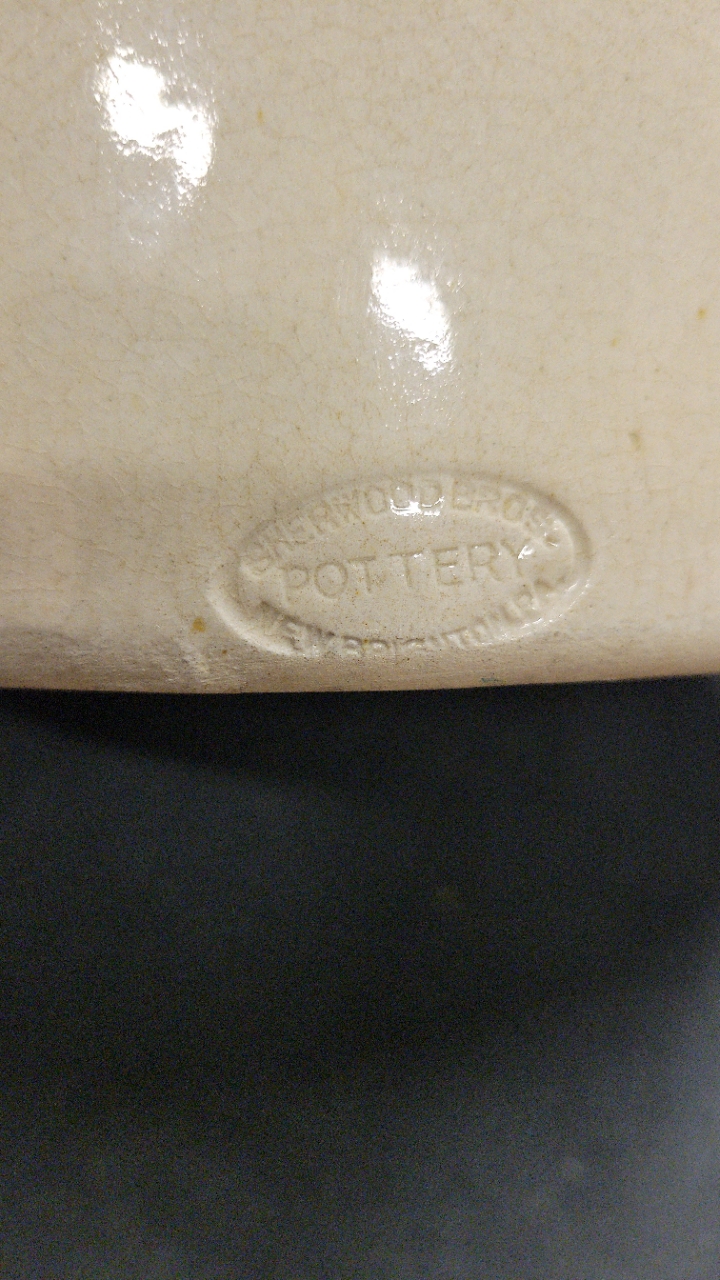 SHERWOOD BROS.
POTTERY
NEW BRIGHTON, PA.